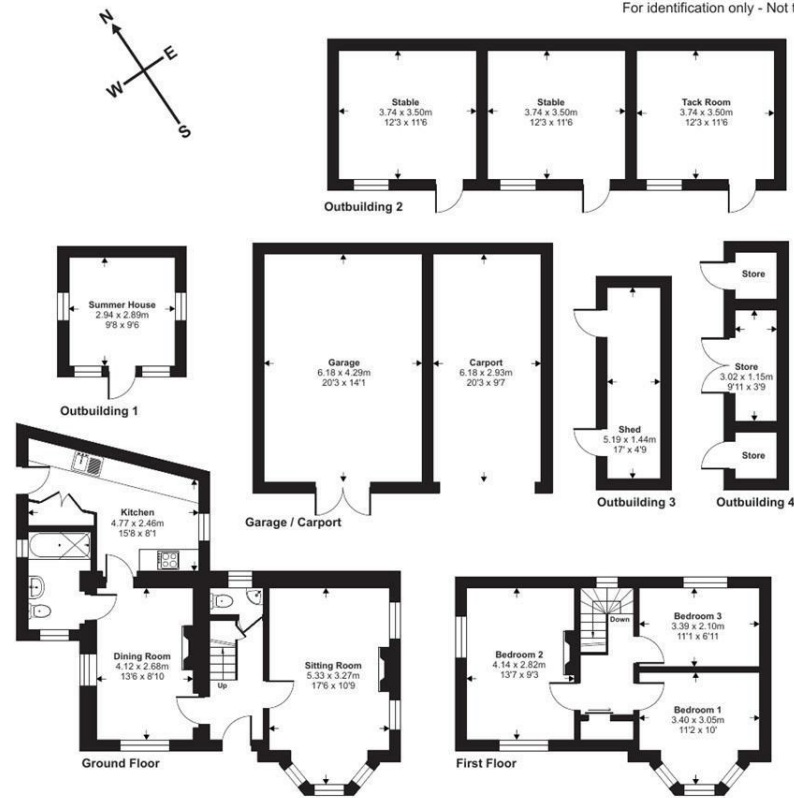 For identification only - Not t
N
E
W
S
Stable
3.74 x 3.50m
12'3 x 11'6
Stable
3.74 x 3.50m
12'3 x 11'6
Tack Room
3.74 x 3.50m
12'3 x 11'6
Outbuilding 2
Summer House
2.94 x 2.89m
9'8 x 9'6
Outbuilding 1
Garage
6.18 x 4.29m
20'3 x 14'1
Carport
6.18 x 2.93m
20'3 x 9'7
Garage / Carport
Shed
5.19 x 1.44m
17' x 4'9
Outbuilding 3
Store
Store
3.02 x 1.15m
9'11 x 3'9
Store
Outbuilding 4
Kitchen
4.77 x 2.46m
15'8 x 8'1
Dining Room
4.12 x 2.68m
13'6 x 8'10
Up
Sitting Room
5.33 x 3.27m
17'6 x 10'9
Ground Floor
Bedroom 2
4.14 x 2.82m
13'7 x 9'3
Down
Bedroom 3
3.39 x 2.10m
11'1 x 6'11
Bedroom 1
3.40 x 3.05m
11'2 x 10'
First Floor